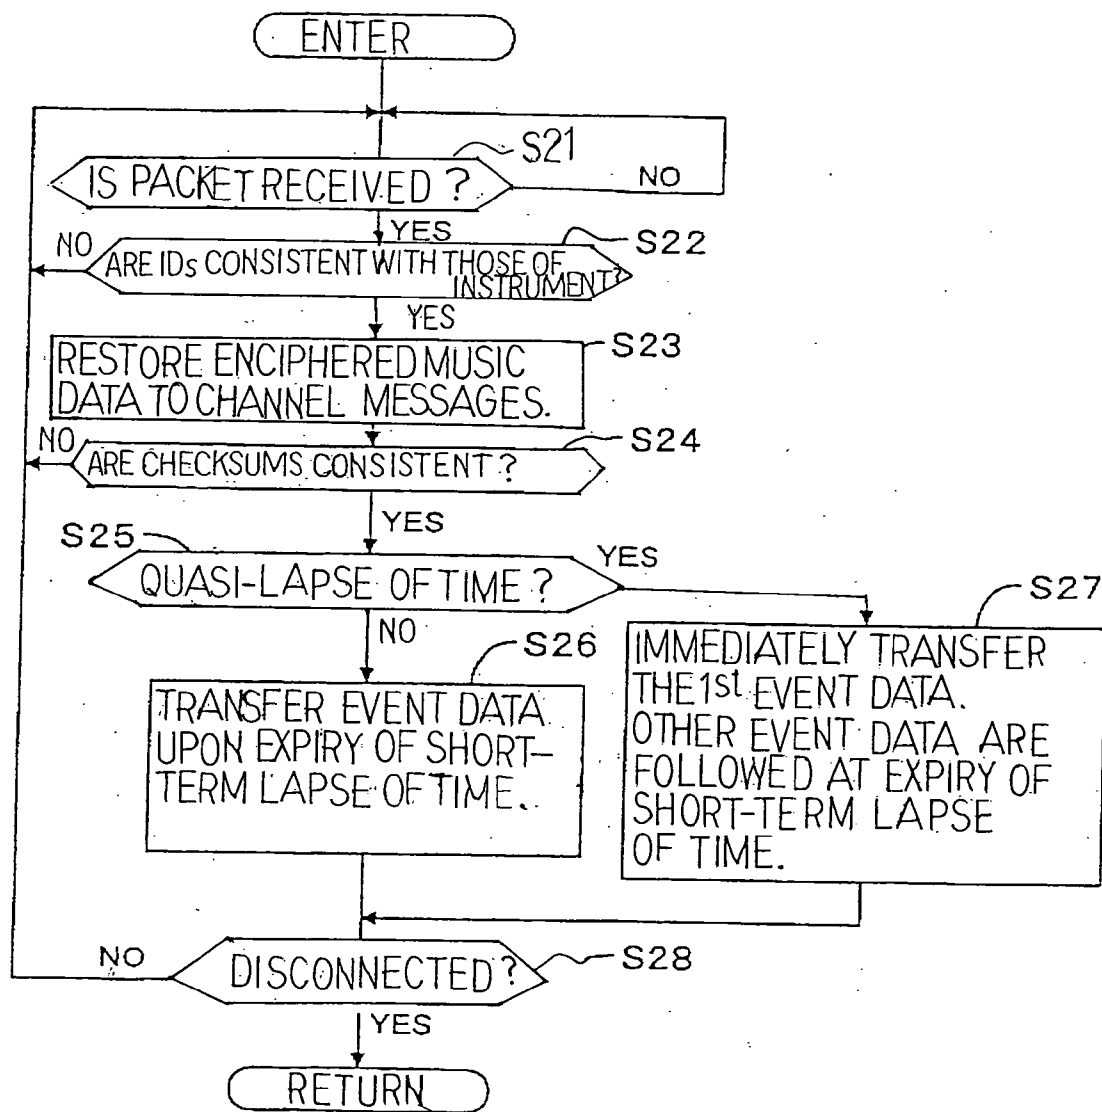 ENTER
S21
IS PACKET RECEIVED ?
NO
YES
S22
NO
ARE IDs CONSISTENT WITH THOSE OF
INSTRUMENT?
YES
S23
RESTORE ENCIPHERED MUSIC
DATA TO CHANNEL MESSAGES.
S24
NO
ARE CHECKSUMS CONSISTENT ?
YES
S25
YES
QUASI-LAPSE OF TIME ?
S27
NO
S26
IMMEDIATELY TRANSFER
THE 1st EVENT DATA.
OTHER EVENT DATA ARE
FOLLOWED AT EXPIRY OF
SHORT-TERM LAPSE
OF TIME.
TRANSFER EVENT DATA
UPON EXPIRY OF SHORT-
TERM LAPSE OF TIME.
NO
DISCONNECTED ?
S28
YES
RETURN